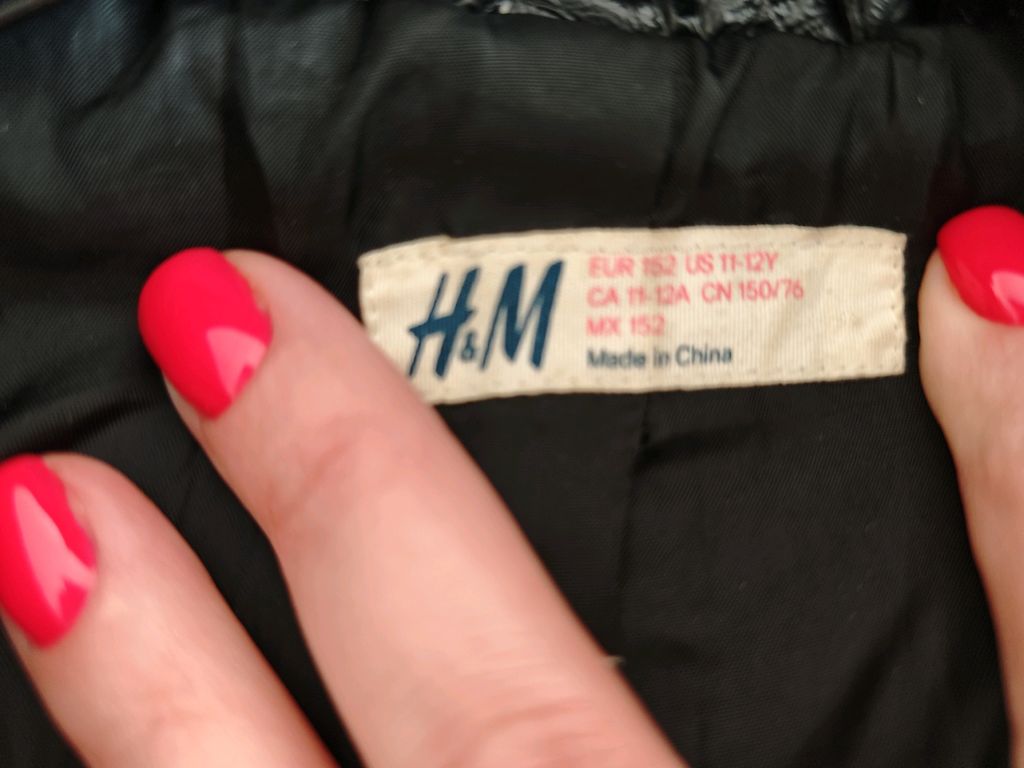 H&M
EUR 152 US 11-12Y
CA 11-12A CN 150/76
MX 152
Made in China